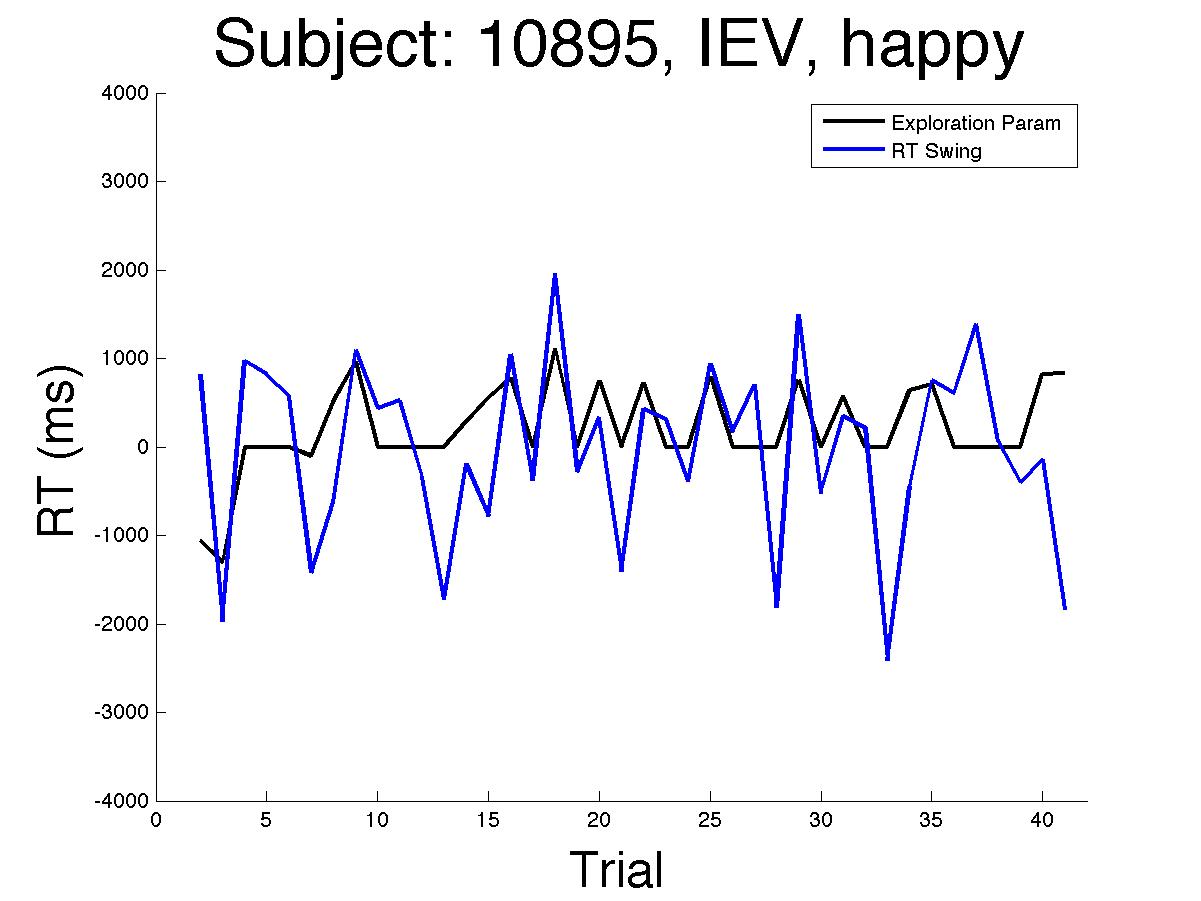 Subject: 10895, IEV, happy
4000
3000
2000
1000
0
-1000
-2000
-3000
-4000
RT (ms)
Exploration Param
RT Swing
0 5 10 15 20 25 30 35 40
Trial